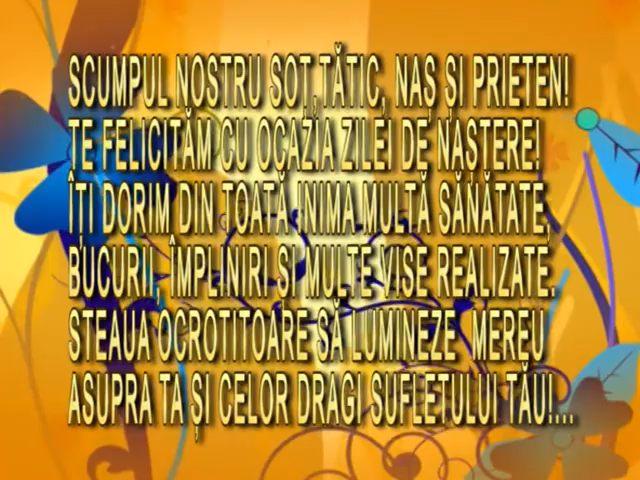 SCUMPUL NOSTRU SOȚ,TĂTIC, NAȘ ȘI PRIETEN!
TE FELICITĂM CU OCAZIA ZILEI DE NAȘTERE!
ÎȚI DORIM DIN TOATĂ INIMA MULTĂ SĂNĂTATE,
BUCURII, ÎMPLINIRI ȘI MULTE VISE REALIZATE.
STEAUA OCROTITOARE SĂ LUMINEZE MEREU
ASUPRA TA ȘI CELOR DRAGI SUFLETULUI TĂU!...